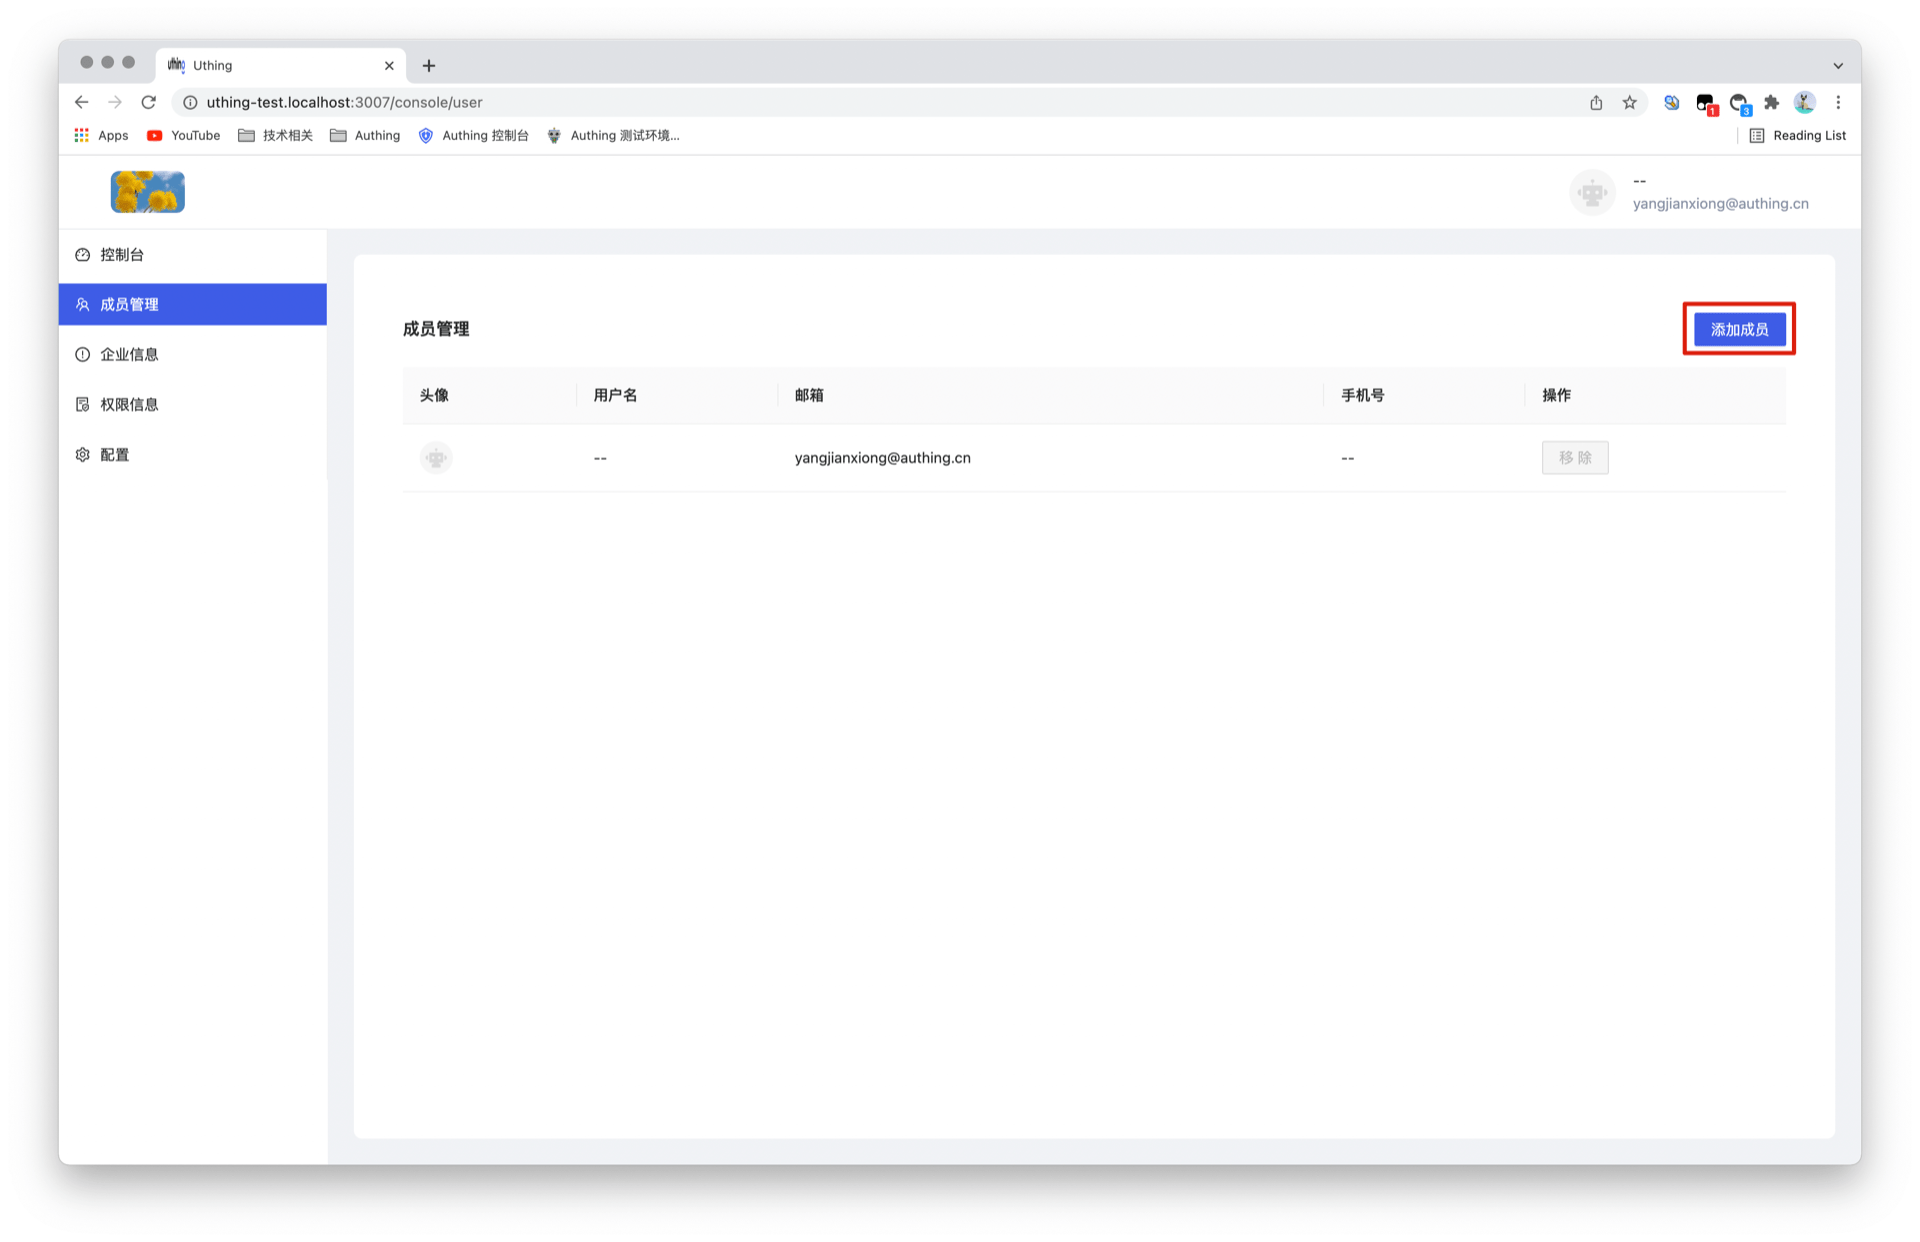 Uthing
uthing-test.localhost:3007/console/user
1
3
Apps
YouTube
技术相关
Authing
Authing 控制台
Authing 测试环境...
Reading List
--
yangjianxiong@authing.cn
控制台
成员管理
企业信息
权限信息
配置
成员管理
添加成员
头像 用户名 邮箱 手机号 操作
-- yangjianxiong@authing.cn -- 移 除